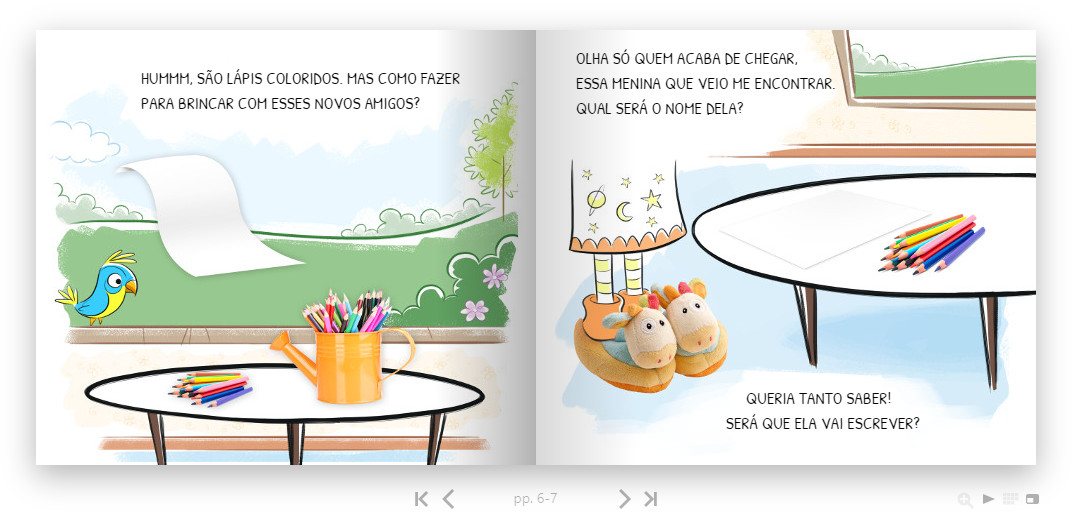 HUMMM, SÃO LÁPIS COLORIDOS. MAS COMO FAZER
PARA BRINCAR COM ESSES NOVOS AMIGOS?
OLHA SÓ QUEM ACABA DE CHEGAR,
ESSA MENINA QUE VEIO ME ENCONTRAR.
QUAL SERÁ O NOME DELA?
QUERIA TANTO SABER!
SERÁ QUE ELA VAI ESCREVER?
pp. 6-7